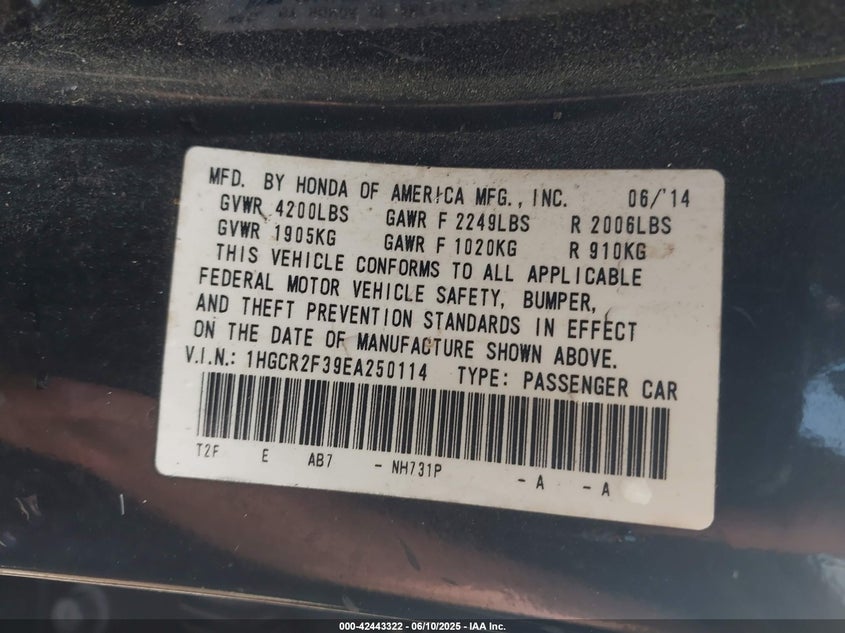 MFD. BY HONDA OF AMERICA MFG., INC. 06/'14
GVWR 4200LBS GAWR F 2249LBS R 2006LBS
GVWR 1905KG GAWR F 1020KG R 910KG
THIS VEHICLE CONFORMS TO ALL APPLICABLE
FEDERAL MOTOR VEHICLE SAFETY, BUMPER,
AND THEFT PREVENTION STANDARDS IN EFFECT
ON THE DATE OF MANUFACTURE SHOWN ABOVE.
V.I.N.: 1HGCR2F39EA250114 TYPE: PASSENGER CAR
T2F E AB7 - NH731P - A - A
000-42443322 - 06/10/2025 - IAA Inc.